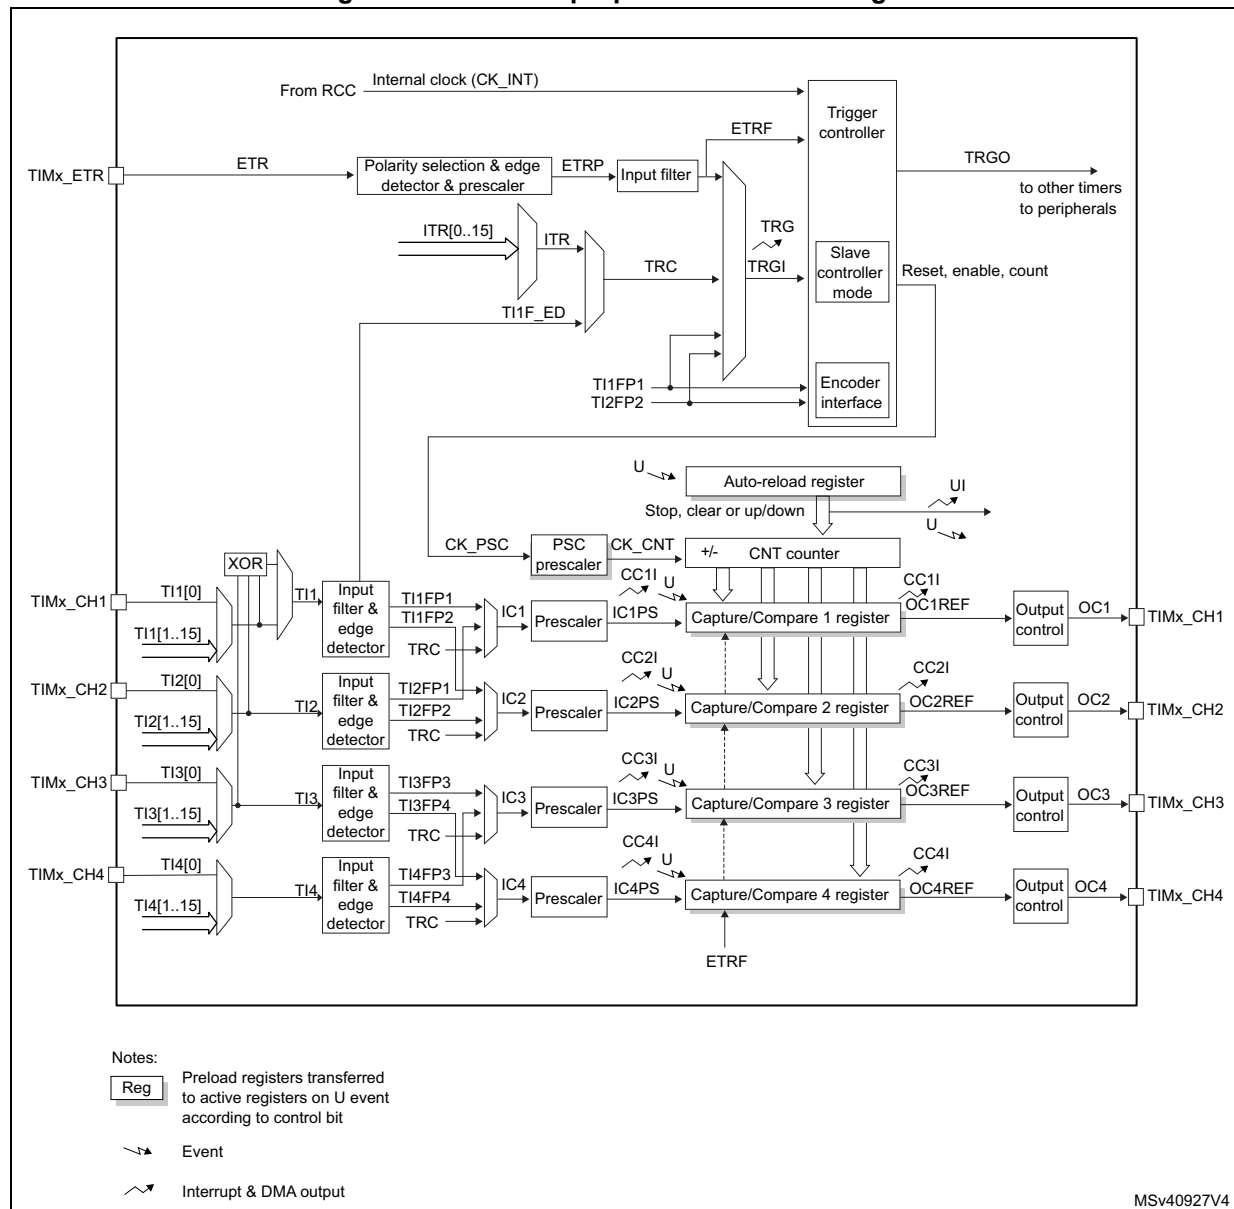 Internal clock (CK_INT)
From RCC
Trigger
controller
ETRF
TIMx_ETR
ETR
Polarity selection & edge
detector & prescaler
ETRP
Input filter
TRGO
to other timers
to peripherals
ITR[0..15]
ITR
TRG
TRC
TRGI
Slave
controller
mode
Reset, enable, count
TI1F_ED
TI1FP1
TI2FP2
Encoder
interface
U
Auto-reload register
UI
Stop, clear or up/down
U
CK_PSC
PSC
prescaler
CK_CNT
+/-
CNT counter
XOR
TIMx_CH1
TI1[0]
TI1[1..15]
TI1
Input
filter &
edge
detector
TI1FP1
TI1FP2
TRC
IC1
Prescaler
IC1PS
CC1I
U
Capture/Compare 1 register
CC1I
OC1REF
Output
control
OC1
TIMx_CH1
TIMx_CH2
TI2[0]
TI2[1..15]
TI2
Input
filter &
edge
detector
TI2FP1
TI2FP2
TRC
IC2
Prescaler
IC2PS
CC2I
U
Capture/Compare 2 register
CC2I
OC2REF
Output
control
OC2
TIMx_CH2
TIMx_CH3
TI3[0]
TI3[1..15]
TI3
Input
filter &
edge
detector
TI3FP3
TI3FP4
TRC
IC3
Prescaler
IC3PS
CC3I
U
Capture/Compare 3 register
CC3I
OC3REF
Output
control
OC3
TIMx_CH3
TIMx_CH4
TI4[0]
TI4[1..15]
TI4
Input
filter &
edge
detector
TI4FP3
TI4FP4
TRC
IC4
Prescaler
IC4PS
CC4I
U
Capture/Compare 4 register
CC4I
OC4REF
Output
control
OC4
TIMx_CH4
ETRF
Notes:
Reg
Preload registers transferred
to active registers on U event
according to control bit
Event
Interrupt & DMA output
MSv40927V4